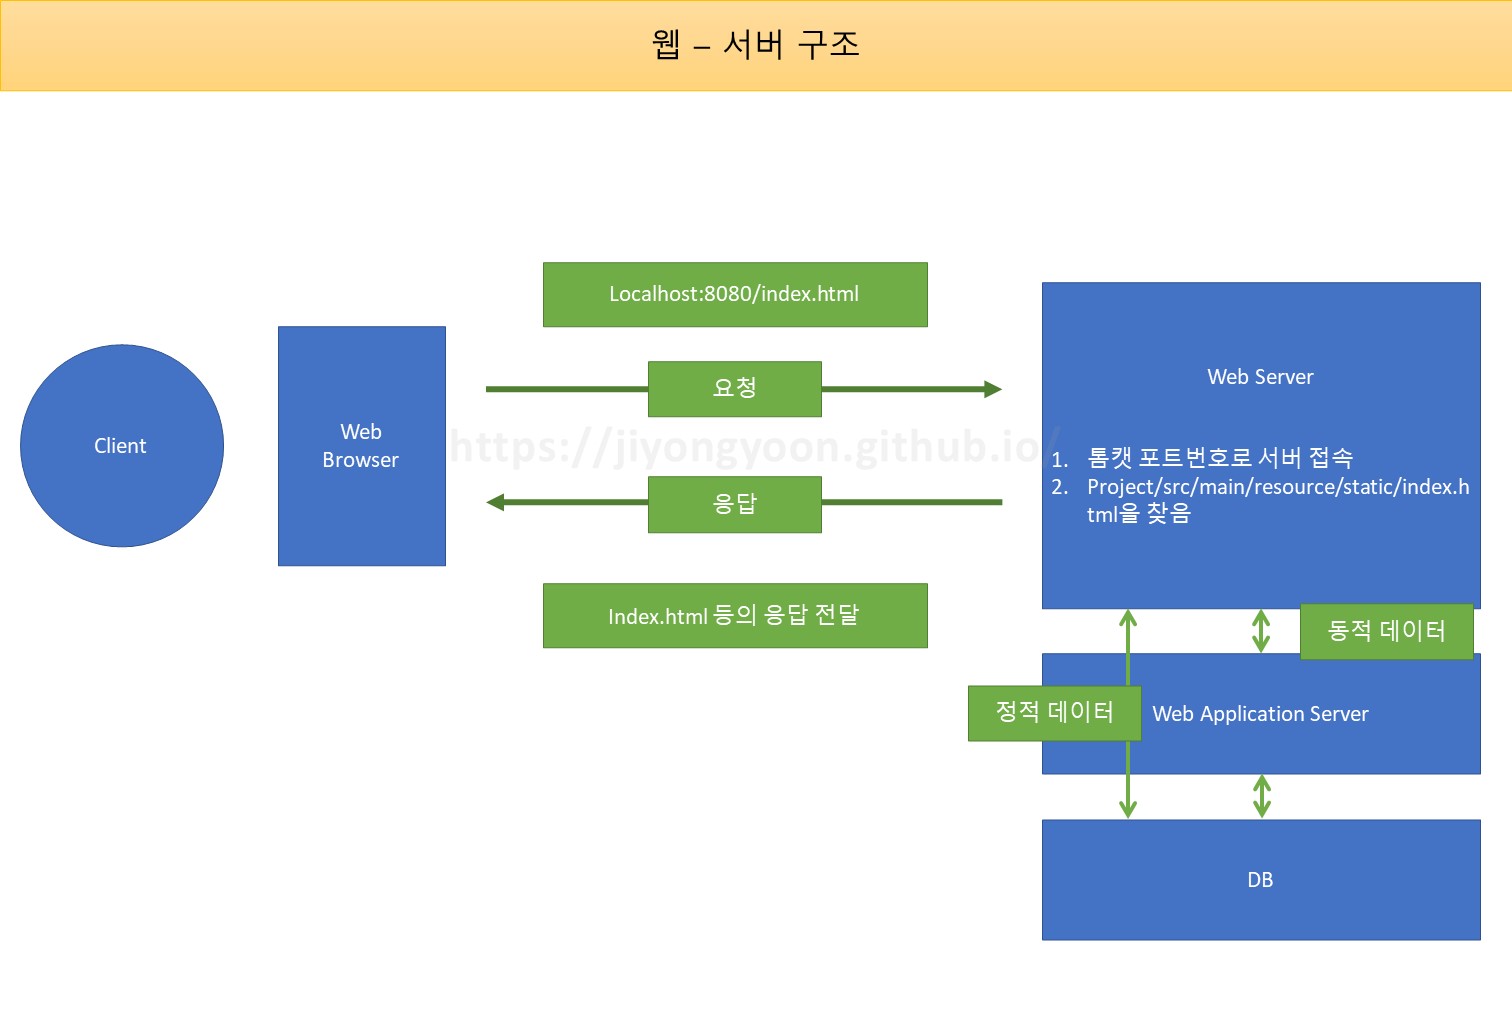 웹 – 서버 구조
Localhost:8080/index.html
Client
Web
Browser
요청
https://jiyongyoon.github.io/
응답
Index.html 등의 응답 전달
Web Server
1. 톰캣 포트번호로 서버 접속
2. Project/src/main/resource/static/index.h
tml을 찾음
동적 데이터
정적 데이터
Web Application Server
DB